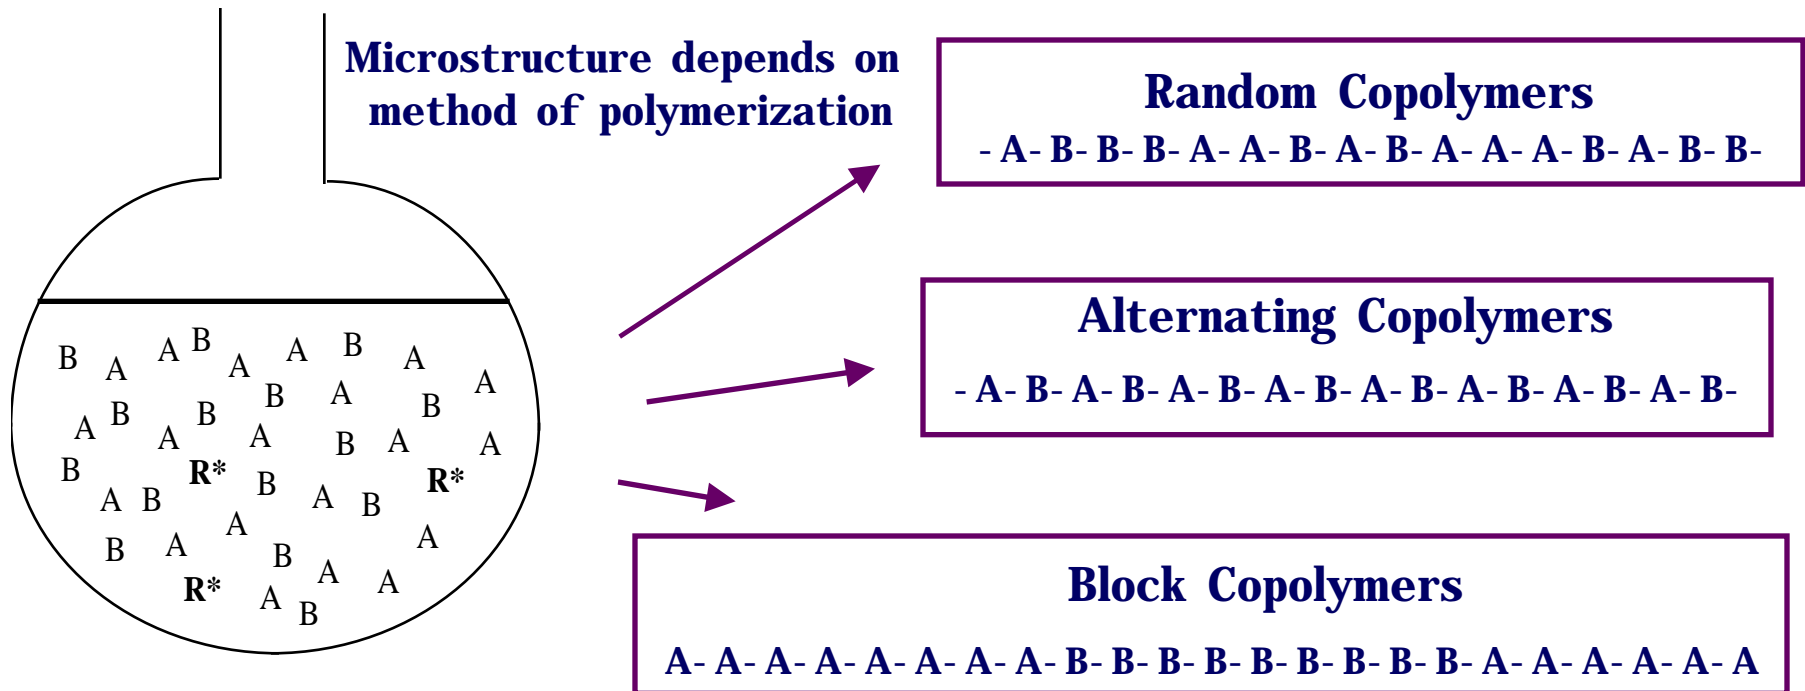 Microstructure depends on
method of polymerization
Random Copolymers
- A- B- B- B- A- A- B- A- B- A- A- A- B- A- B- B-
Alternating Copolymers
- A- B- A- B- A- B- A- B- A- B- A- B- A- B- A- B-
Block Copolymers
A- A- A- A- A- A- A- A- B- B- B- B- B- B- B- B- B- A- A- A- A- A- A
B A A B A A B A A
A B A B B A B
A A B A A
B R* B R*
A B A B
A
B A B A
R* A B A A